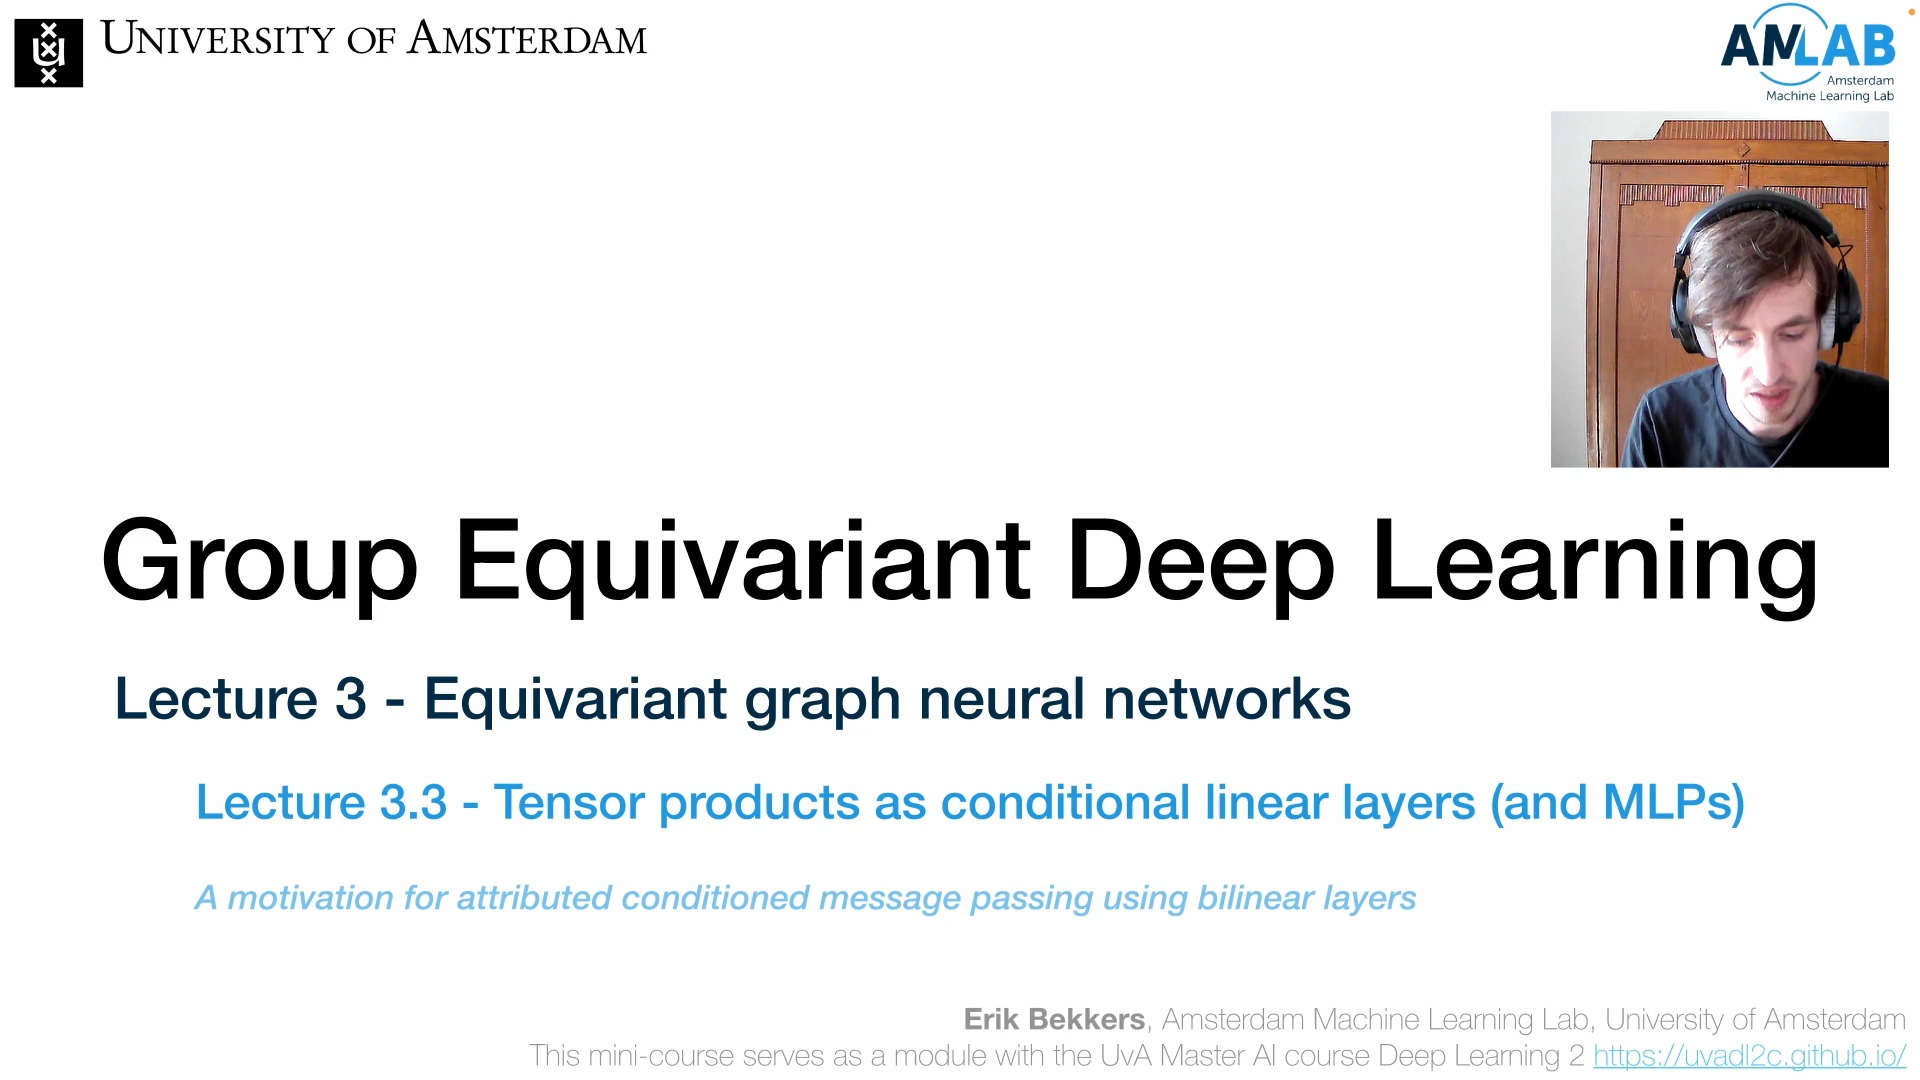 UNIVERSITY OF AMSTERDAM
AMLAB
Amsterdam
Machine Learning Lab
Group Equivariant Deep Learning
Lecture 3 - Equivariant graph neural networks
Lecture 3.3 - Tensor products as conditional linear layers (and MLPs)
A motivation for attributed conditioned message passing using bilinear layers
Erik Bekkers, Amsterdam Machine Learning Lab, University of Amsterdam
This mini-course serves as a module with the UvA Master AI course Deep Learning 2 https://uvadl2c.github.io/